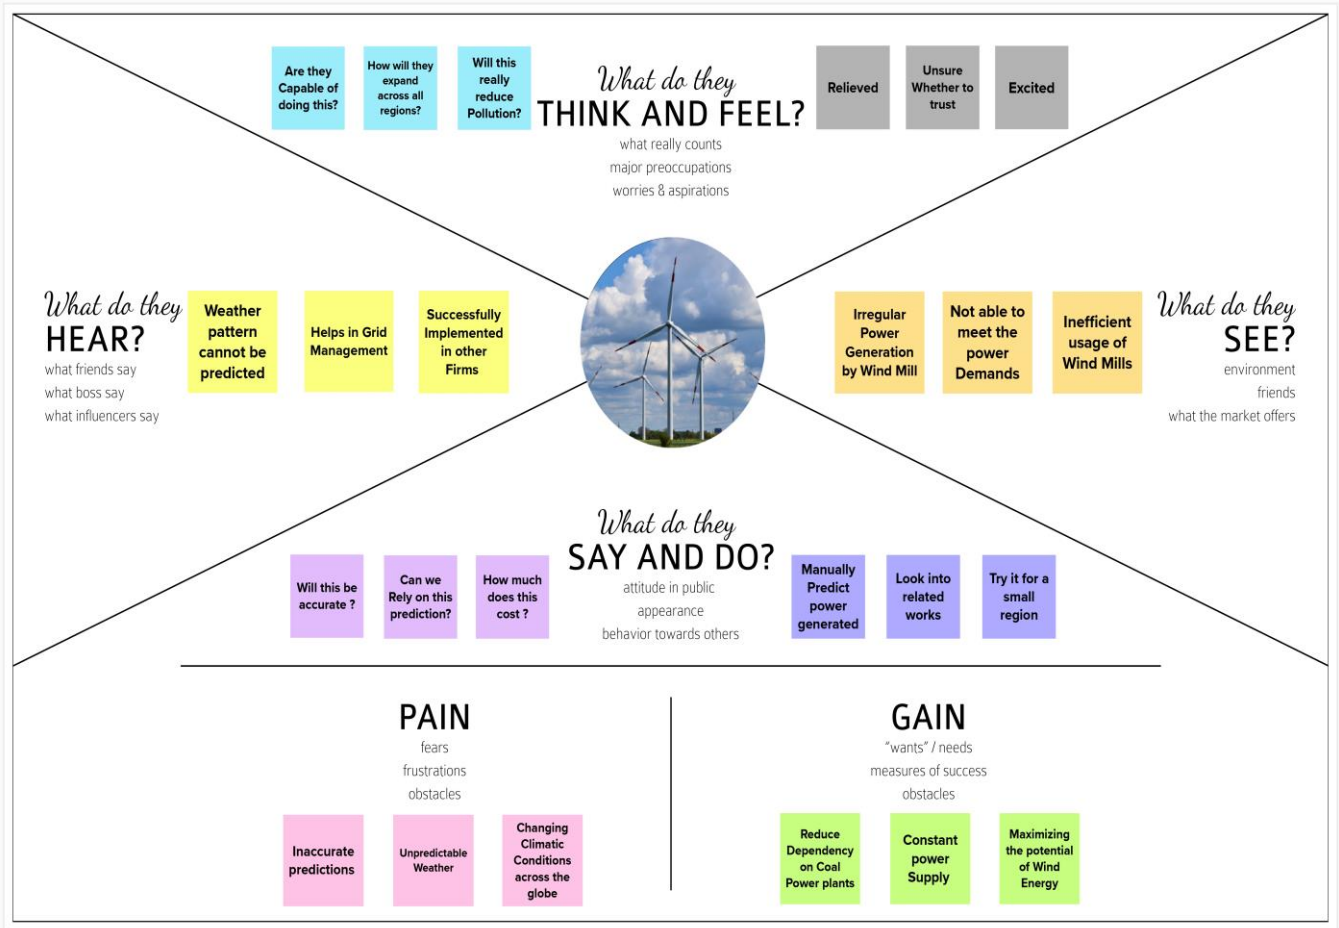 Are they
Capable of
doing this?
How will they
expand
across all
regions?
Will this
really
reduce
Pollution?
What do they
THINK AND FEEL?
what really counts
major preoccupations
worries & aspirations
Relieved
Unsure
Whether to
trust
Excited
What do they
HEAR?
what friends say
what boss say
what influencers say
Weather
pattern
cannot be
predicted
Helps in Grid
Management
Successfully
Implemented
in other
Firms
Irregular
Power
Generation
by Wind Mill
Not able to
meet the
power
Demands
Inefficient
usage of
Wind Mills
What do they
SEE?
environment
friends
what the market offers
Will this be
accurate ?
Can we
Rely on this
prediction?
How much
does this
cost ?
What do they
SAY AND DO?
attitude in public
appearance
behavior towards others
Manually
Predict
power
generated
Look into
related
works
Try it for a
small
region
PAIN
fears
frustrations
obstacles
Inaccurate
predictions
Unpredictable
Weather
Changing
Climatic
Conditions
across the
globe
GAIN
"wants" / needs
measures of success
obstacles
Reduce
Dependency
on Coal
Power plants
Constant
power
Supply
Maximizing
the potential
of Wind
Energy